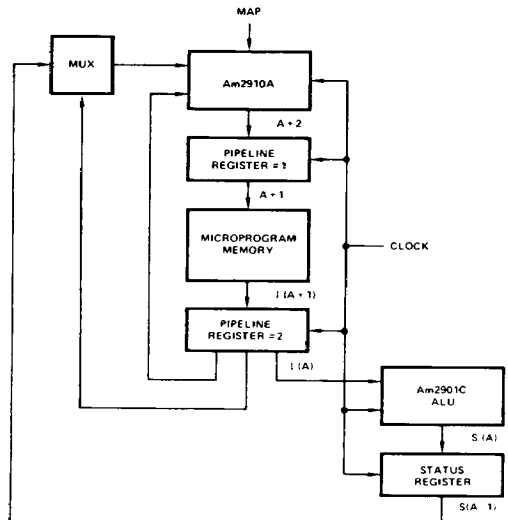 MAP
MUX
Am2910A
A + 2
PIPELINE
REGISTER = 1
A + 1
MICROPROGRAM
MEMORY
CLOCK
I (A + 1)
PIPELINE
REGISTER = 2
I (A)
Am2901C
ALU
S (A)
STATUS
REGISTER
S(A 1)